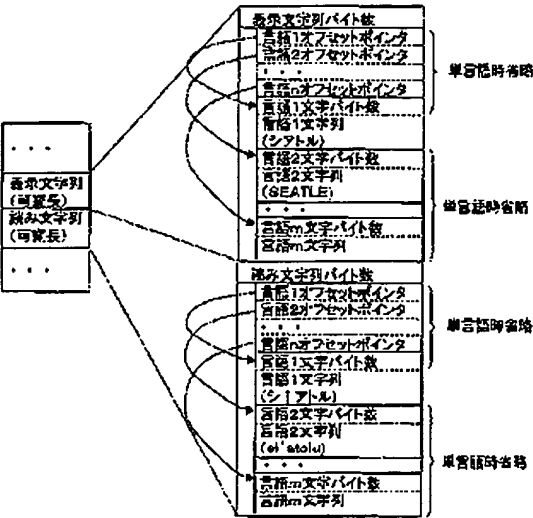 ・・・
表示文字列
(可変長)
読み文字列
(可変長)
・・・
表示文字列バイト数
言語1オフセットポインタ
言語2オフセットポインタ
・・・
言語nオフセットポインタ
言語1文字バイト数
言語1文字列
(シアトル)
言語2文字バイト数
言語2文字列
(SEATLE)
・・・
言語m文字バイト数
言語m文字列
単言語時省略
単言語時省略
読み文字列バイト数
言語1オフセットポインタ
言語2オフセットポインタ
・・・
言語nオフセットポインタ
言語1文字バイト数
言語1文字列
(シ｜アトル)
言語2文字バイト数
言語2文字列
・・・
言語m文字バイト数
言語m文字列
単言語時省略
単言語時省略